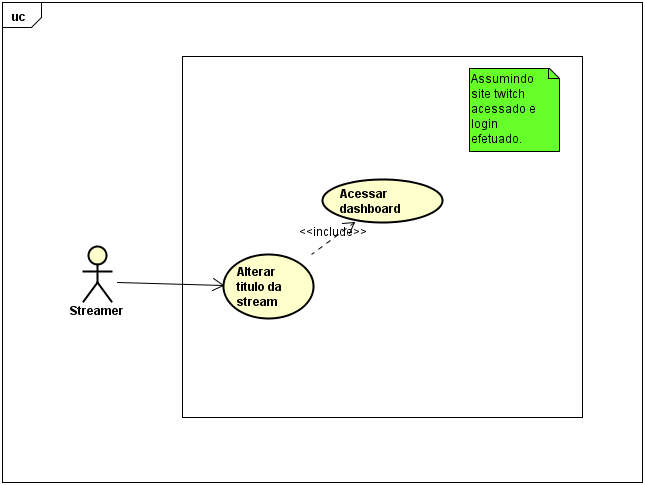 uc
Assumindo
site twitch
acessado e
login
efetuado.
Acessar
dashboard
<<include>>
Alterar
titulo da
stream
Streamer